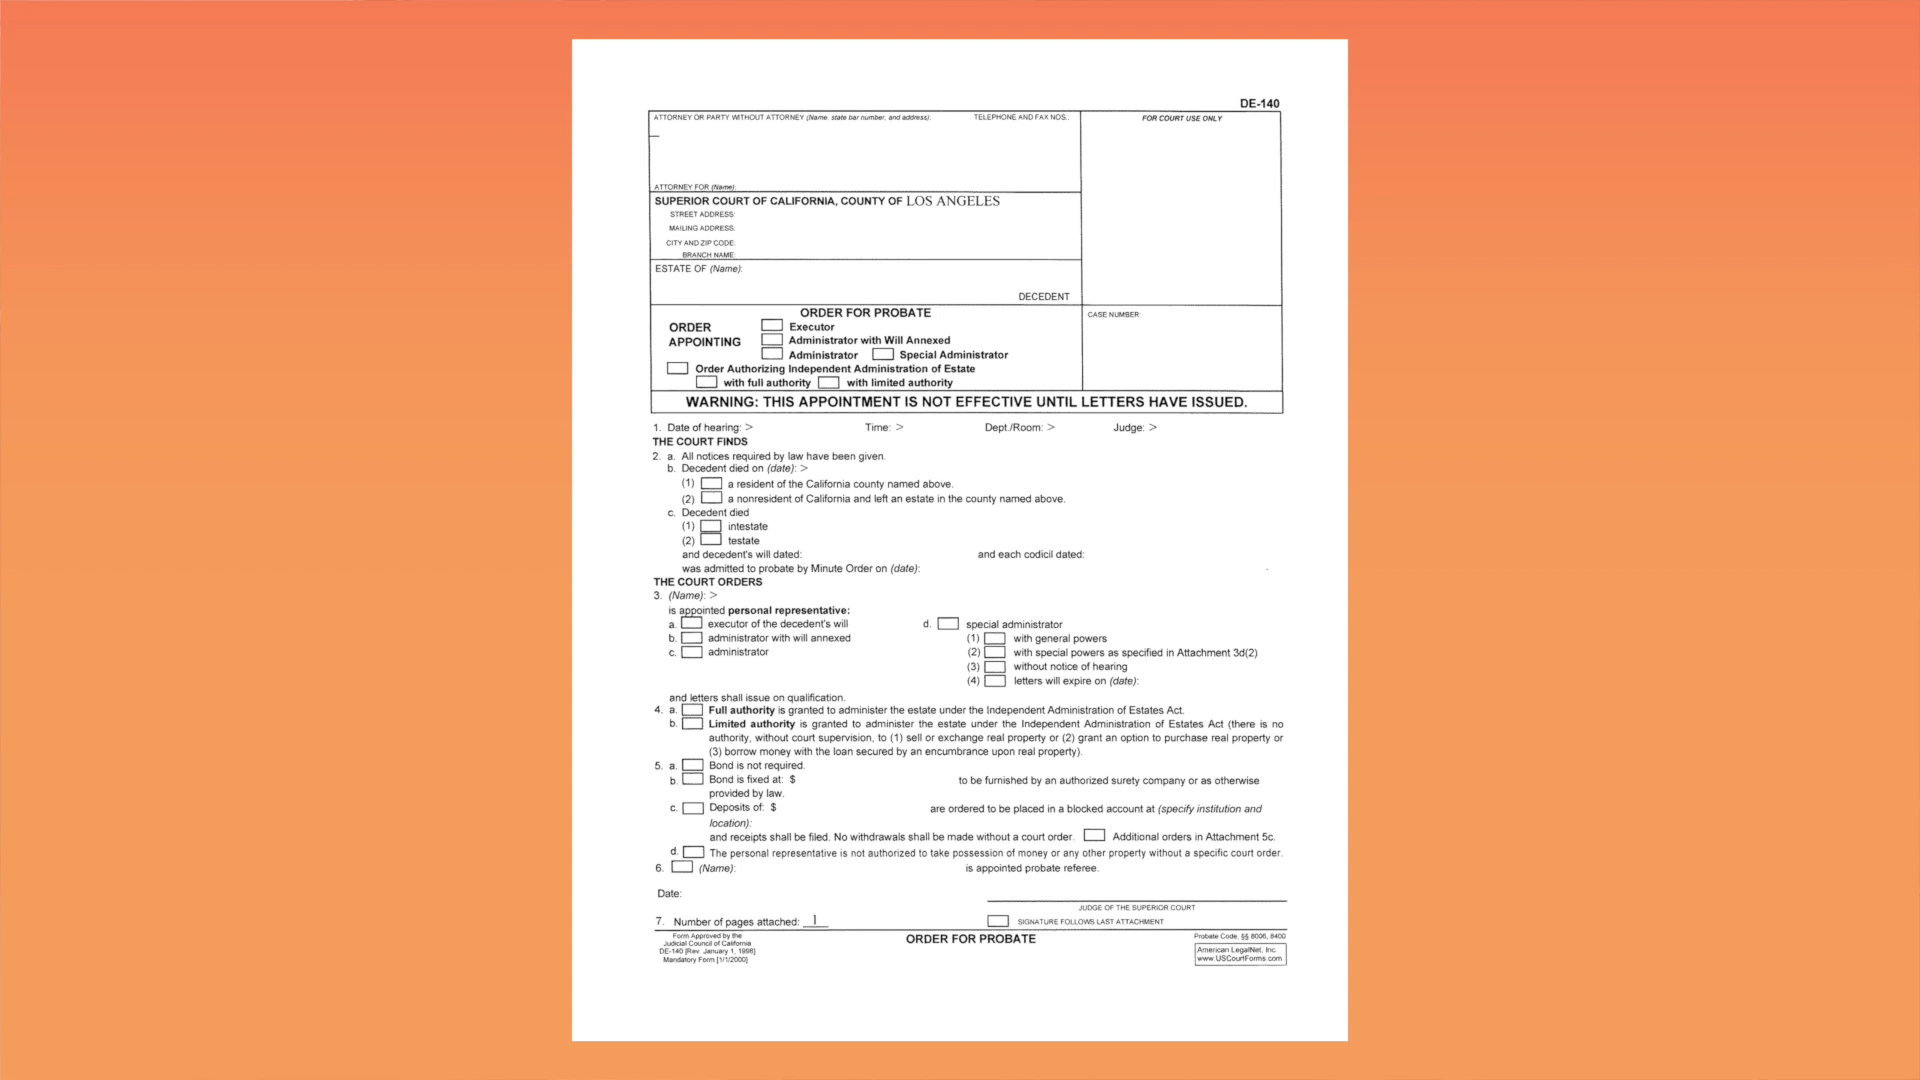 DE-140
ATTORNEY OR PARTY WITHOUT ATTORNEY (Name, state bar number, and address): TELEPHONE AND FAX NOS.: FOR COURT USE ONLY
ATTORNEY FOR (Name):
SUPERIOR COURT OF CALIFORNIA, COUNTY OF LOS ANGELES
STREET ADDRESS:
MAILING ADDRESS:
CITY AND ZIP CODE:
BRANCH NAME:
ESTATE OF (Name):
DECEDENT
ORDER FOR PROBATE
CASE NUMBER:
ORDER APPOINTING
Executor
Administrator with Will Annexed
Administrator Special Administrator
Order Authorizing Independent Administration of Estate
with full authority with limited authority
WARNING: THIS APPOINTMENT IS NOT EFFECTIVE UNTIL LETTERS HAVE ISSUED.
1. Date of hearing: > Time: > Dept./Room: > Judge: >
THE COURT FINDS
2. a. All notices required by law have been given.
b. Decedent died on (date): >
(1) a resident of the California county named above.
(2) a nonresident of California and left an estate in the county named above.
c. Decedent died
(1) intestate
(2) testate
and decedent's will dated: and each codicil dated:
was admitted to probate by Minute Order on (date):
THE COURT ORDERS
3. (Name): >
is appointed personal representative:
a. executor of the decedent's will d. special administrator
b. administrator with will annexed (1) with general powers
c. administrator (2) with special powers as specified in Attachment 3d(2)
(3) without notice of hearing
(4) letters will expire on (date):
and letters shall issue on qualification.
4. a. Full authority is granted to administer the estate under the Independent Administration of Estates Act.
b. Limited authority is granted to administer the estate under the Independent Administration of Estates Act (there is no
authority, without court supervision, to (1) sell or exchange real property or (2) grant an option to purchase real property or
(3) borrow money with the loan secured by an encumbrance upon real property).
5. a. Bond is not required.
b. Bond is fixed at: $ to be furnished by an authorized surety company or as otherwise
provided by law.
c. Deposits of: $ are ordered to be placed in a blocked account at (specify institution and
location):
and receipts shall be filed. No withdrawals shall be made without a court order. Additional orders in Attachment 5c.
d. The personal representative is not authorized to take possession of money or any other property without a specific court order.
6. (Name): is appointed probate referee.
Date:
JUDGE OF THE SUPERIOR COURT
7. Number of pages attached: 1 SIGNATURE FOLLOWS LAST ATTACHMENT
Form Approved by the
Judicial Council of California
DE-140 [Rev. January 1, 1998]
Mandatory Form [1/1/2000]
ORDER FOR PROBATE
Probate Code, §§ 8006, 8400
American LegalNet, Inc.
www.USCourtForms.com